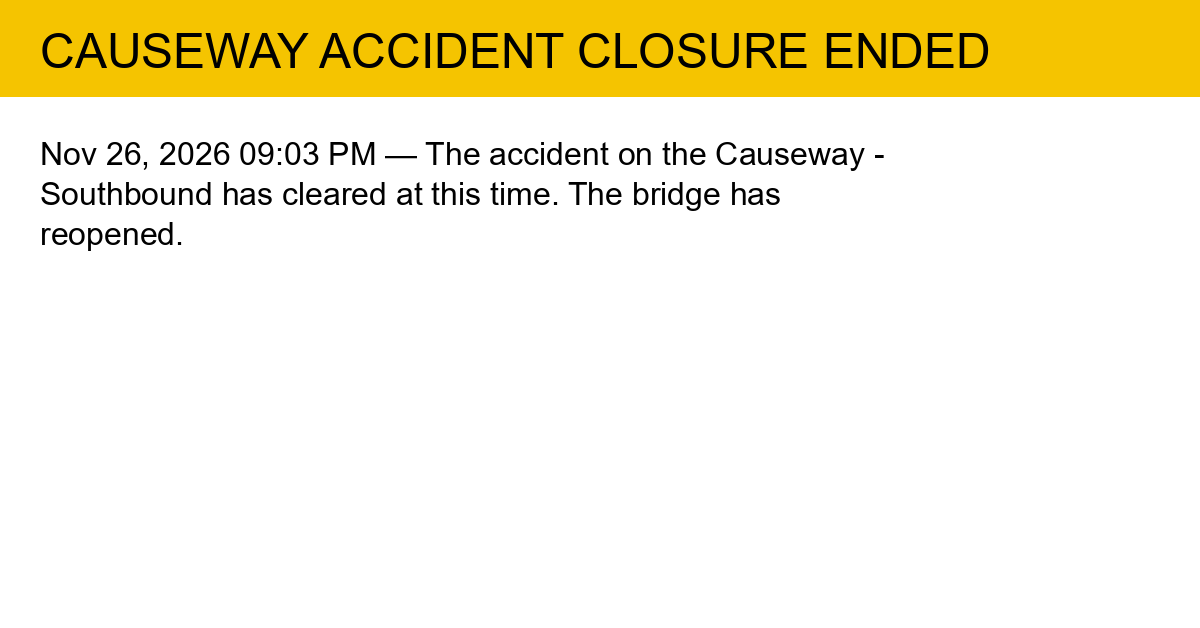 CAUSEWAY ACCIDENT CLOSURE ENDED
Nov 26, 2026 09:03 PM — The accident on the Causeway -
Southbound has cleared at this time. The bridge has
reopened.